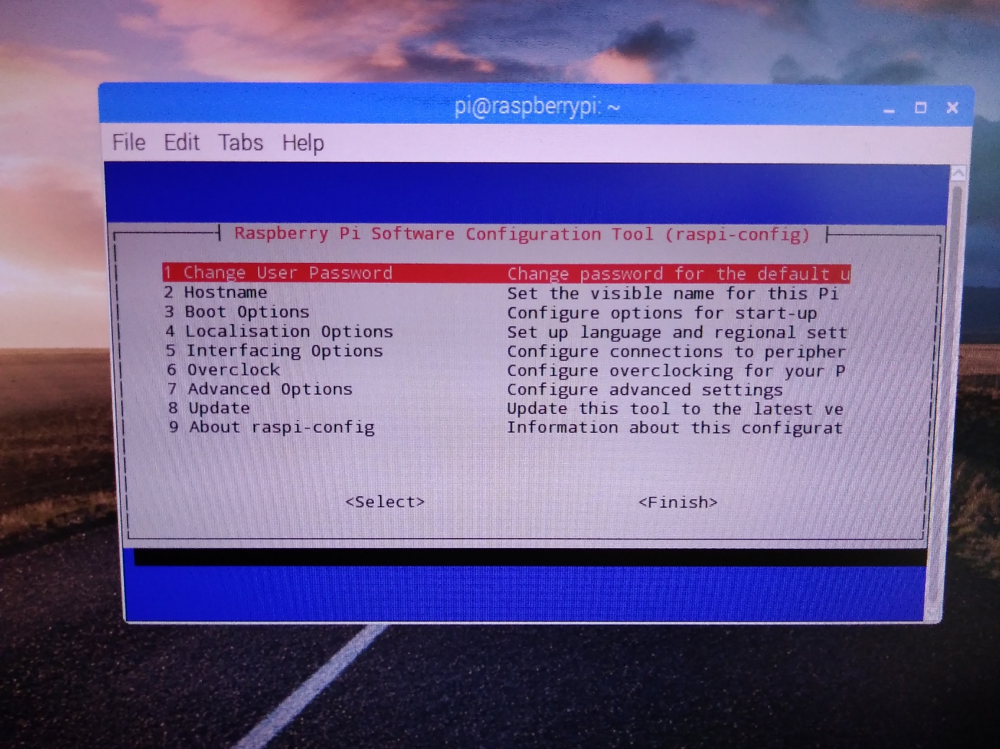 pi@raspberrypi: ~
File Edit Tabs Help
Raspberry Pi Software Configuration Tool (raspi-config)
1 Change User Password Change password for the default u
2 Hostname Set the visible name for this Pi
3 Boot Options Configure options for start-up
4 Localisation Options Set up language and regional sett
5 Interfacing Options Configure connections to peripher
6 Overclock Configure overclocking for your P
7 Advanced Options Configure advanced settings
8 Update Update this tool to the latest ve
9 About raspi-config Information about this configurat
<Select> <Finish>